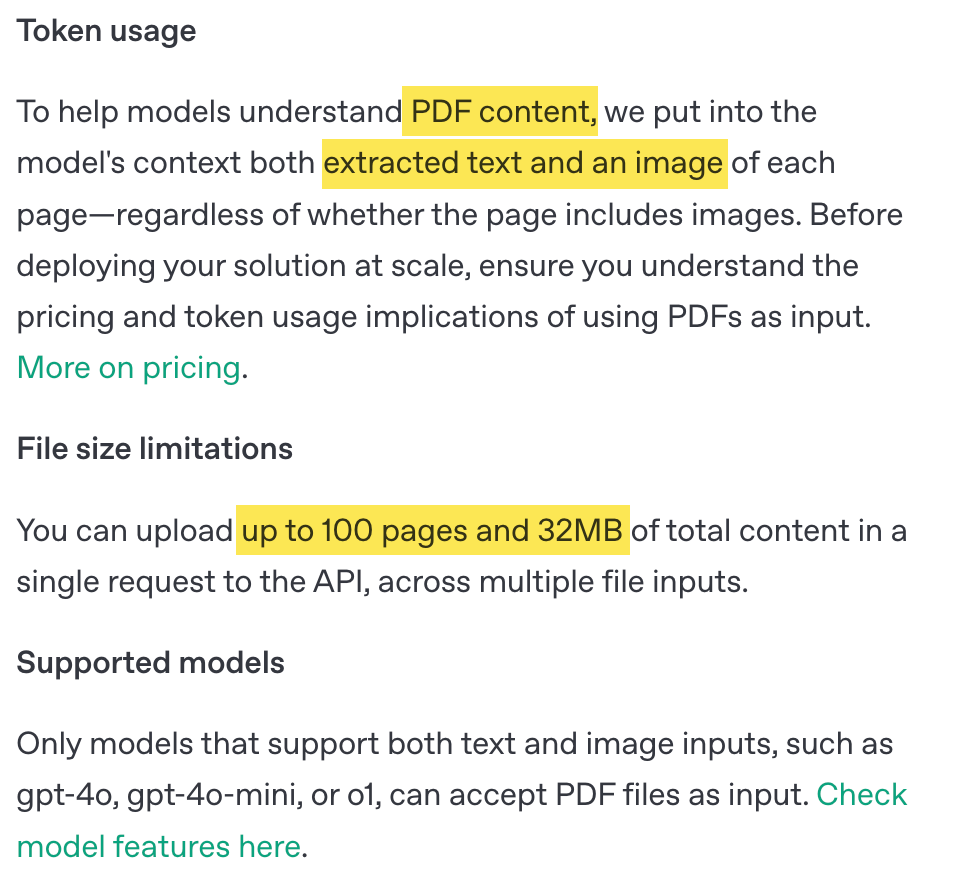 Token usage
To help models understand PDF content, we put into the
model's context both extracted text and an image of each
page—regardless of whether the page includes images. Before
deploying your solution at scale, ensure you understand the
pricing and token usage implications of using PDFs as input.
More on pricing.
File size limitations
You can upload up to 100 pages and 32MB of total content in a
single request to the API, across multiple file inputs.
Supported models
Only models that support both text and image inputs, such as
gpt-4o, gpt-4o-mini, or o1, can accept PDF files as input. Check
model features here.